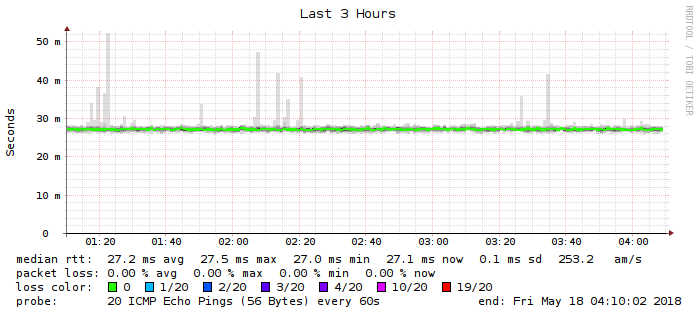 Last 3 Hours
RRDTOOL / TOBI OETIKER
Seconds
50 m
40 m
30 m
20 m
10 m
0
01:20 01:40 02:00 02:20 02:40 03:00 03:20 03:40 04:00
median rtt: 27.2 ms avg 27.5 ms max 27.0 ms min 27.1 ms now 0.1 ms sd 253.2 am/s
packet loss: 0.00 % avg 0.00 % max 0.00 % min 0.00 % now
loss color: 0 1/20 2/20 3/20 4/20 10/20 19/20
probe: 20 ICMP Echo Pings (56 Bytes) every 60s end: Fri May 18 04:10:02 2018